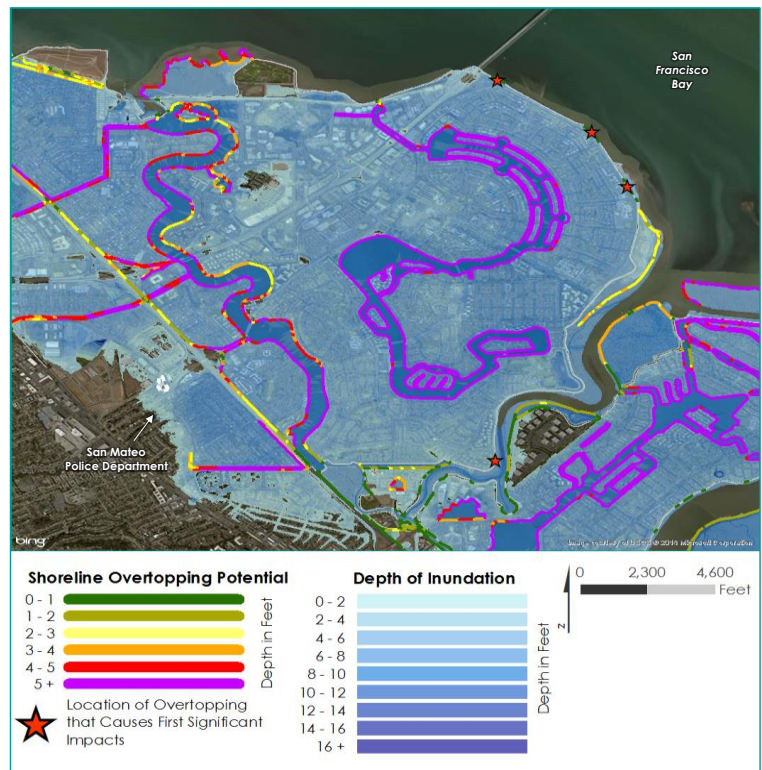 San
Francisco
Bay
San Mateo
Police Department
bing
© 2010 Microsoft Corporation
Shoreline Overtopping Potential
0 - 1
1 - 2
2 - 3
3 - 4
4 - 5
5 +
Depth in Feet
Location of Overtopping
that Causes First Significant
Impacts
Depth of Inundation
0 - 2
2 - 4
4 - 6
6 - 8
8 - 10
10 - 12
12 - 14
14 - 16
16 +
Depth in Feet
0 2,300 4,600
Feet
z